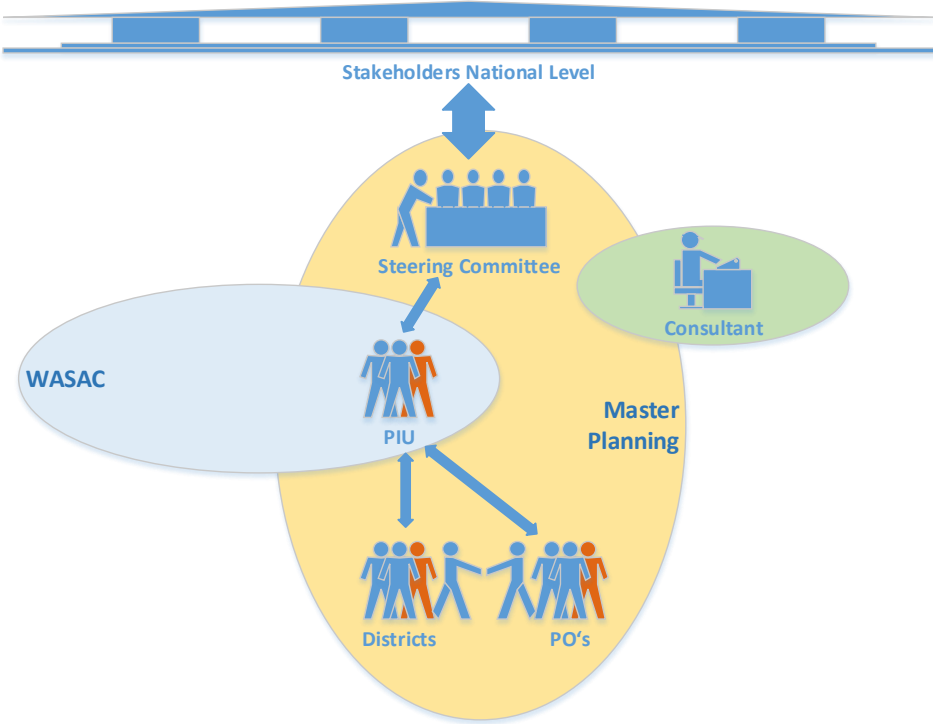 Stakeholders National Level
Steering Committee
Consultant
WASAC
Master
Planning
PIU
Districts
PO‘s